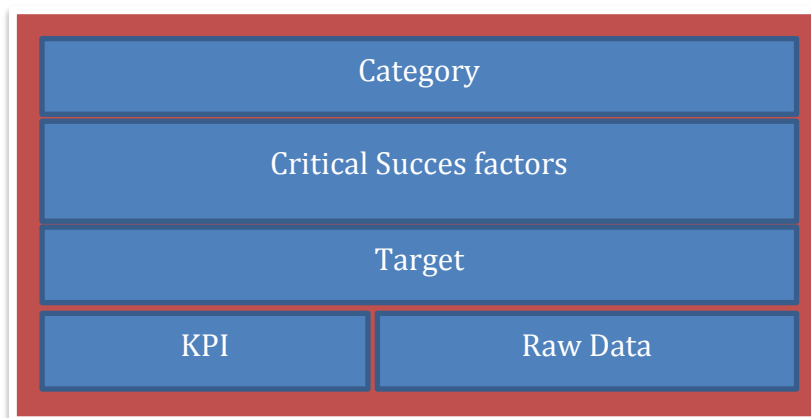 Category
Critical Succes factors
Target
KPI
Raw Data